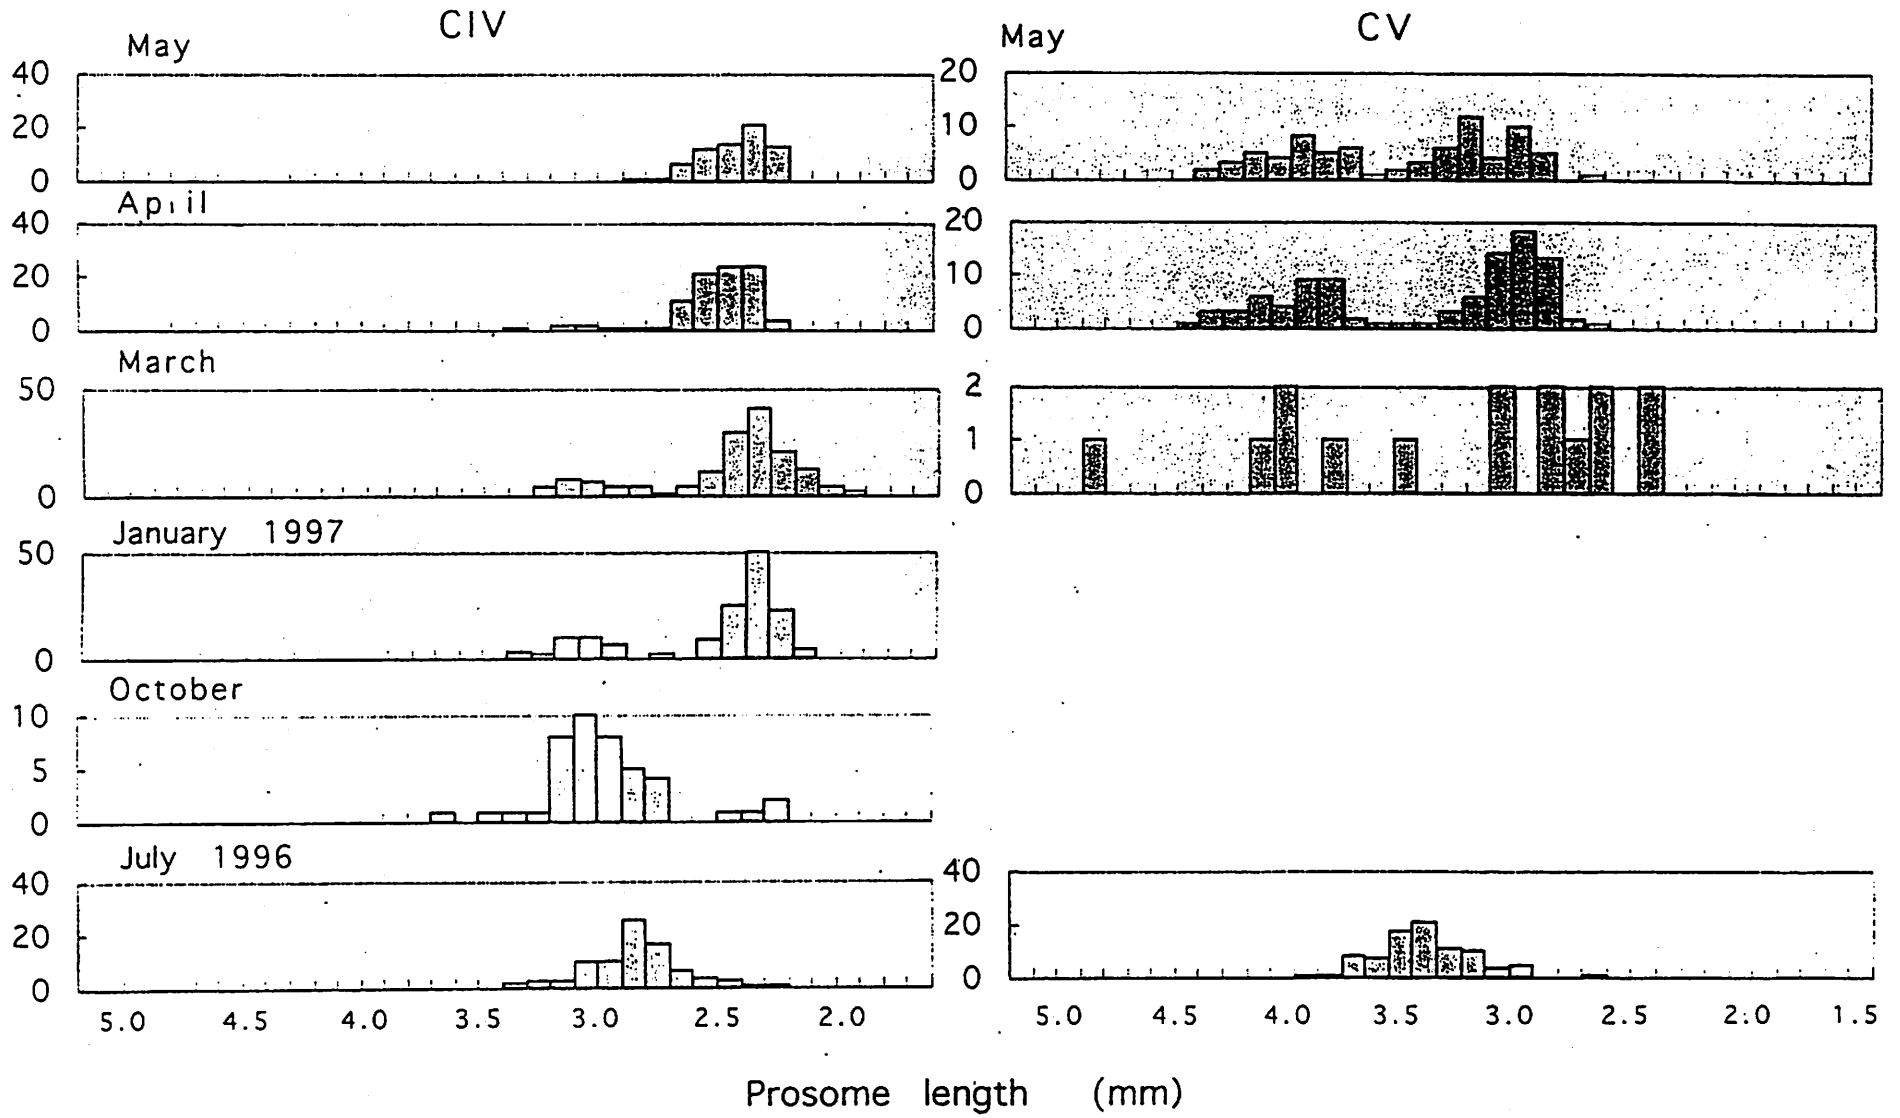 CIV CV
May May
40 20
20 10
0 0
April
40 20
20 10
0 0
March
50 2
1
0 0
January 1997
50
0
October
10
5
0
July 1996
40 40
20 20
0 0
5.0 4.5 4.0 3.5 3.0 2.5 2.0 5.0 4.5 4.0 3.5 3.0 2.5 2.0 1.5
Prosome length (mm)